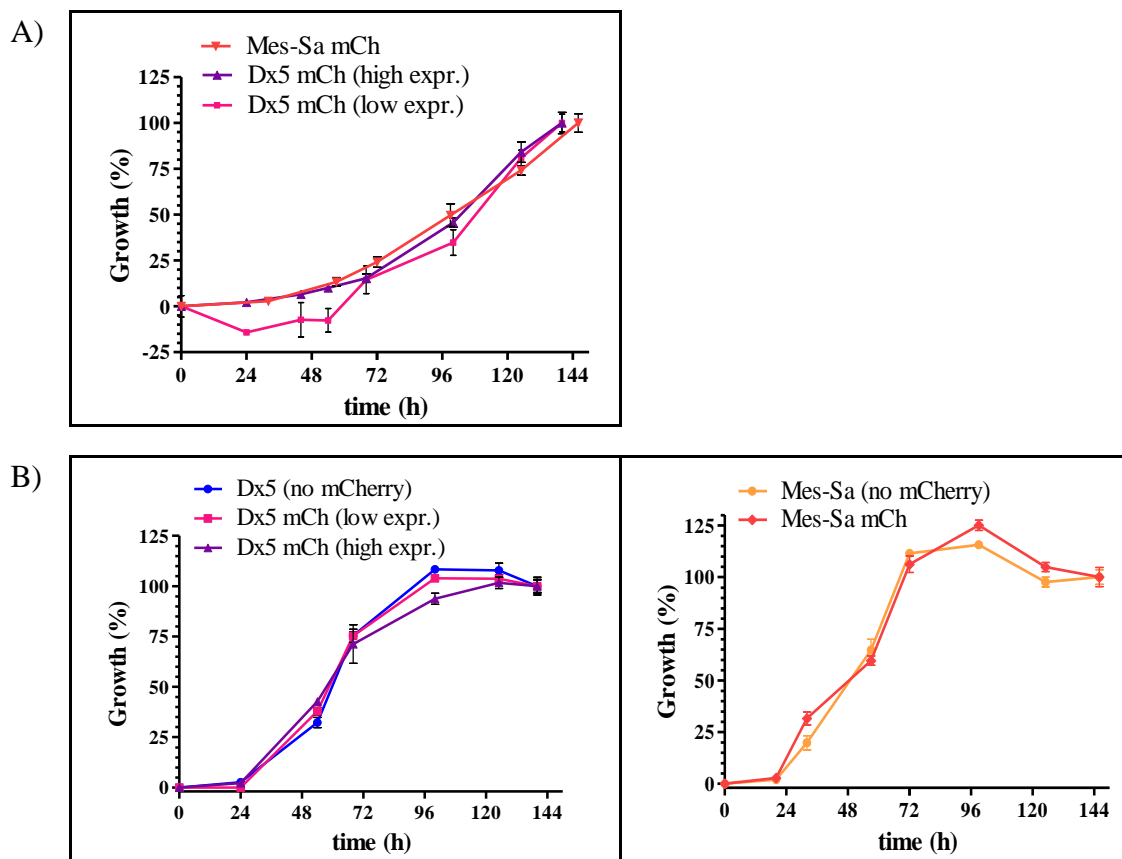 A)
Mes-Sa mCh
Dx5 mCh (high expr.)
Dx5 mCh (low expr.)
125
100
75
50
25
0
-25
Growth (%)
0 24 48 72 96 120 144
time (h)
B)
Dx5 (no mCherry)
Dx5 mCh (low expr.)
Dx5 mCh (high expr.)
125
100
75
50
25
0
Growth (%)
0 24 48 72 96 120 144
time (h)
Mes-Sa (no mCherry)
Mes-Sa mCh
125
100
75
50
25
0
Growth (%)
0 24 48 72 96 120 144
time (h)